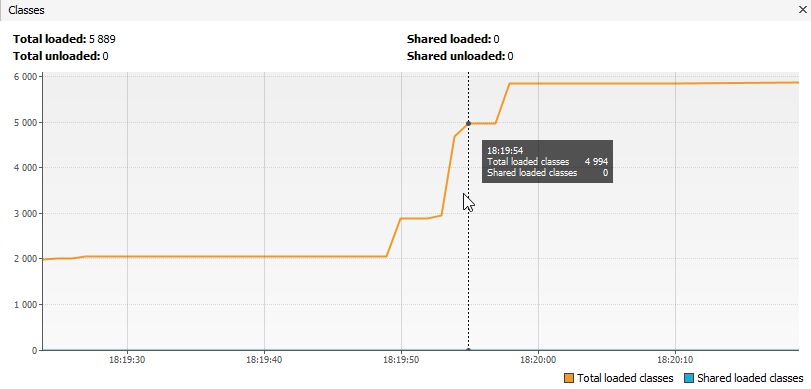 Classes
Total loaded: 5 889
Shared loaded: 0
Total unloaded: 0
Shared unloaded: 0
6 000
5 000
4 000
3 000
2 000
1 000
0
18:19:54
Total loaded classes 4 994
Shared loaded classes 0
18:19:30 18:19:40 18:19:50 18:20:00 18:20:10
Total loaded classes Shared loaded classes